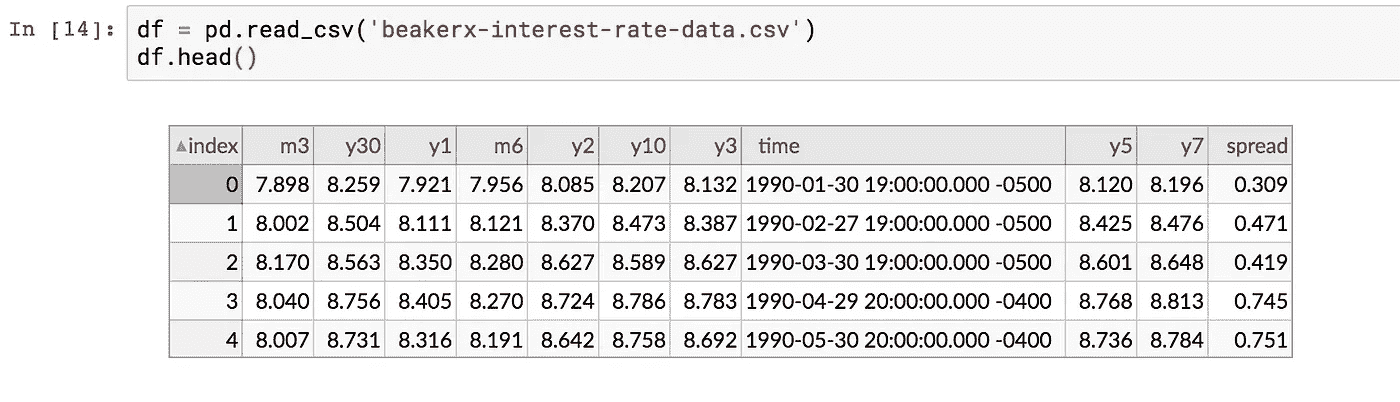 In [14]: df = pd.read_csv('beakerx-interest-rate-data.csv')
df.head()
index m3 y30 y1 m6 y2 y10 y3 time y5 y7 spread
0 7.898 8.259 7.921 7.956 8.085 8.207 8.132 1990-01-30 19:00:00.000 -0500 8.120 8.196 0.309
1 8.002 8.504 8.111 8.121 8.370 8.473 8.387 1990-02-27 19:00:00.000 -0500 8.425 8.476 0.471
2 8.170 8.563 8.350 8.280 8.627 8.589 8.627 1990-03-30 19:00:00.000 -0500 8.601 8.648 0.419
3 8.040 8.756 8.405 8.270 8.724 8.786 8.783 1990-04-29 20:00:00.000 -0400 8.768 8.813 0.745
4 8.007 8.731 8.316 8.191 8.642 8.758 8.692 1990-05-30 20:00:00.000 -0400 8.736 8.784 0.751